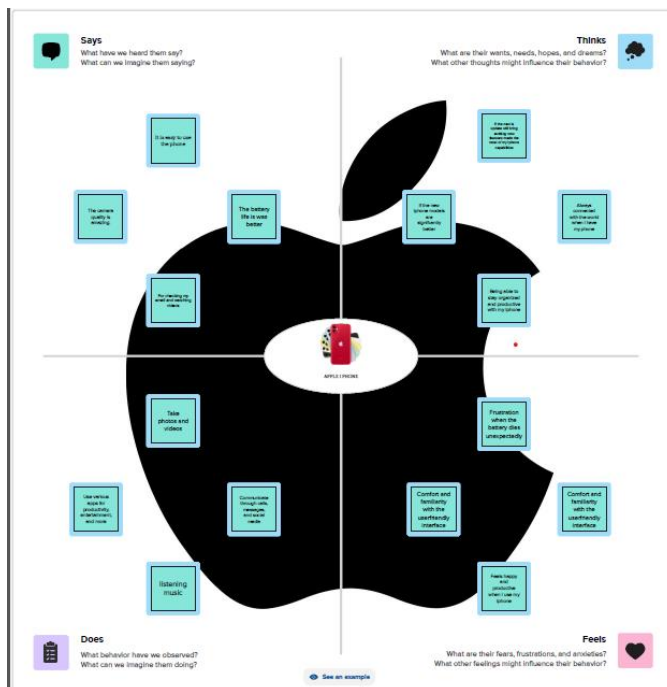 Says
What have we heard them say?
What can we imagine them saying?
Thinks
What are their wants, needs, hopes, and dreams?
What other thoughts might influence their behavior?
It is easy to use
the phone
The camera
quality is
amazing
The battary
life is was
better
For checking my
email and watching
videos
If the new
iphone models
are
significantly
better
Always
connected
with the world
when I have
my phone
Being able to
stay organized
and productive
with my iphone
APPLE I PHONE
Take
photos and
videos
Use various
apps for
productivity,
entertainment,
and more
Communicate
through calls,
messages,
and social
media
listening
music
Frustration
when the
battery dies
unexpectedly
Comfort and
familiarity
with the
userfriendly
interface
Comfort and
familiarity
with the
userfriendly
interface
Feels happy
and
productive
when I use my
iphone
Does
What behavior have we observed?
What can we imagine them doing?
Feels
What are their fears, frustrations, and anxieties?
What other feelings might influence their behavior?
See an example